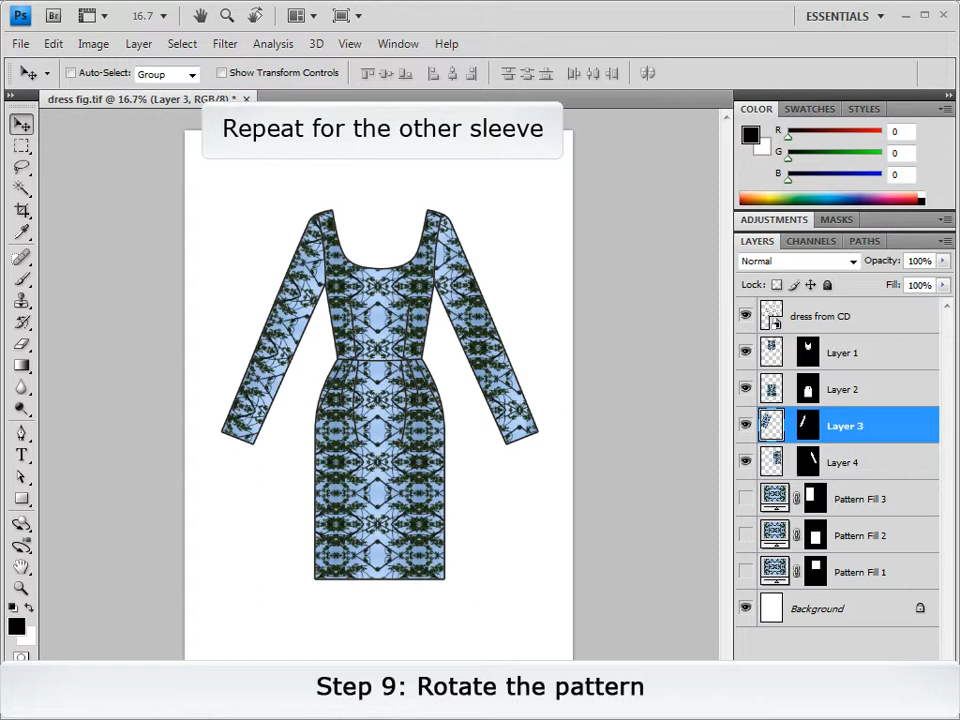 Ps Br 16.7 ESSENTIALS
File Edit Image Layer Select Filter Analysis 3D View Window Help
Auto-Select: Group Show Transform Controls
dress fig.tif @ 16.7% (Layer 3, RGB/8) *
Repeat for the other sleeve
COLOR SWATCHES STYLES
R 0
G 0
B 0
ADJUSTMENTS MASKS
LAYERS CHANNELS PATHS
Normal Opacity: 100%
Lock: Fill: 100%
dress from CD
Layer 1
Layer 2
Layer 3
Layer 4
Pattern Fill 3
Pattern Fill 2
Pattern Fill 1
Background
Step 9: Rotate the pattern